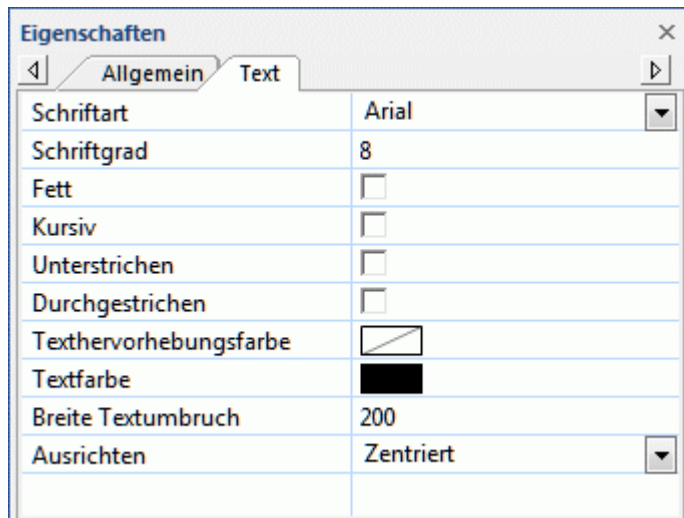 Eigenschaften
Allgemein Text
Schriftart Arial
Schriftgrad 8
Fett
Kursiv
Unterstrichen
Durchgestrichen
Texthervorhebungsfarbe
Textfarbe
Breite Textumbruch 200
Ausrichten Zentriert